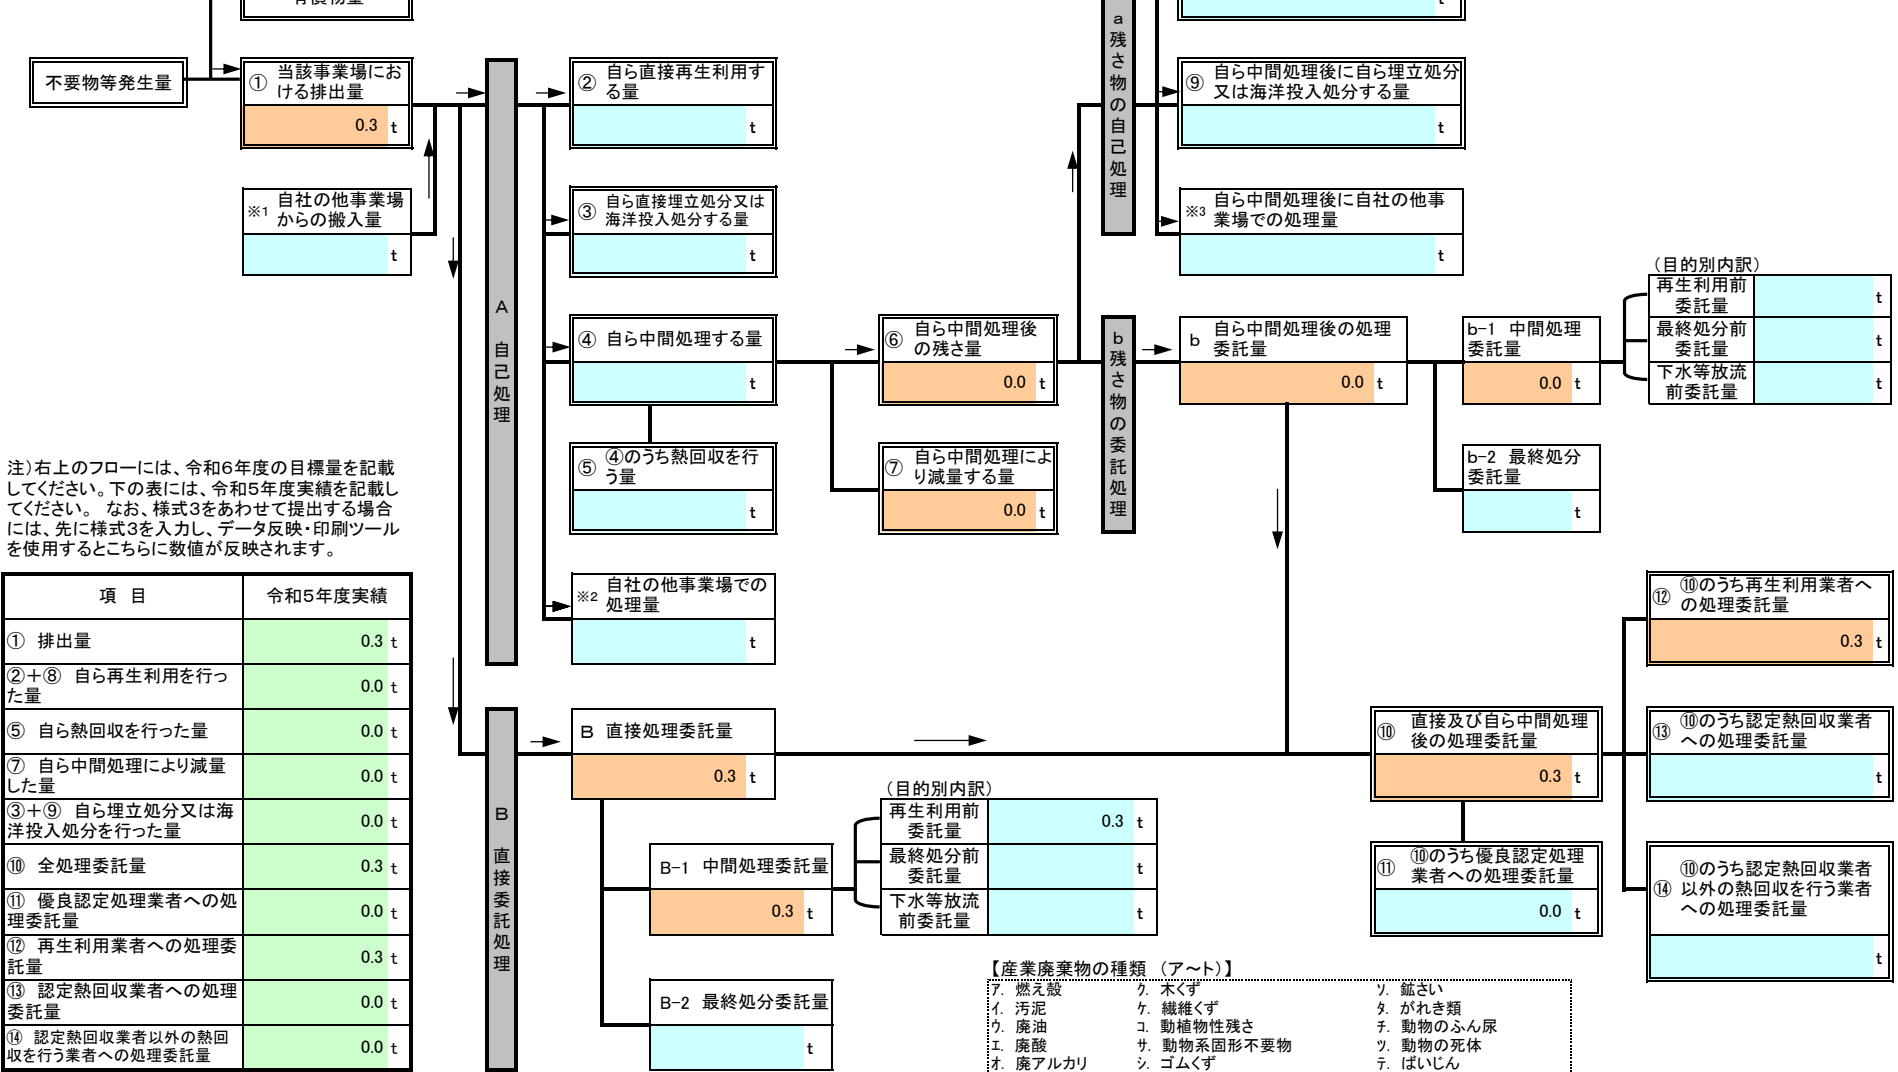 有償物量
t
不要物等発生量
①
当該事業場にお
ける排出量
0.3 t
※1
自社の他事業場
からの搬入量
t
A
自己処理
②
自ら直接再生利用す
る量
t
③
自ら直接埋立処分又は
海洋投入処分する量
t
④ 自ら中間処理する量
t
⑤
④のうち熱回収を行
う量
t
※2
自社の他事業場での
処理量
t
⑥
自ら中間処理後
の残さ量
0.0 t
⑦
自ら中間処理によ
り減量する量
0.0 t
a
残さ物の自己処理
⑨
自ら中間処理後に自ら埋立処分
又は海洋投入処分する量
t
※3
自ら中間処理後に自社の他事
業場での処理量
t
b
残さ物の委託処理
b
自ら中間処理後の処理
委託量
0.0 t
b-1 中間処理
委託量
0.0 t
(目的別内訳)
再生利用前
委託量
t
最終処分前
委託量
t
下水等放流
前委託量
t
b-2 最終処分
委託量
t
注)右上のフローには、令和6年度の目標量を記載
してください。下の表には、令和5年度実績を記載し
てください。 なお、様式3をあわせて提出する場合
には、先に様式3を入力し、データ反映・印刷ツール
を使用するとこちらに数値が反映されます。
項 目 令和5年度実績
① 排出量 0.3 t
②+⑧ 自ら再生利用を行っ
た量
0.0 t
⑤ 自ら熱回収を行った量 0.0 t
⑦ 自ら中間処理により減量
した量
0.0 t
③+⑨ 自ら埋立処分又は海
洋投入処分を行った量
0.0 t
⑩ 全処理委託量 0.3 t
⑪ 優良認定処理業者への処
理委託量
0.0 t
⑫ 再生利用業者への処理委
託量
0.3 t
⑬ 認定熱回収業者への処理
委託量
0.0 t
⑭ 認定熱回収業者以外の熱回
収を行う業者への処理委託量
0.0 t
B
直接委託処理
B 直接処理委託量
0.3 t
B-1 中間処理委託量
0.3 t
(目的別内訳)
再生利用前
委託量
0.3 t
最終処分前
委託量
t
下水等放流
前委託量
t
B-2 最終処分委託量
t
⑩
直接及び自ら中間処理
後の処理委託量
0.3 t
⑪
⑩のうち優良認定処理
業者への処理委託量
0.0 t
⑫
⑩のうち再生利用業者へ
の処理委託量
0.3 t
⑬
⑩のうち認定熱回収業者
への処理委託量
t
⑭
⑩のうち認定熱回収業者
以外の熱回収を行う業者
への処理委託量
t
【産業廃棄物の種類 (ア~ト)】
ア. 燃え殻 ク. 木くず ソ. 鉱さい
イ. 汚泥 ケ. 繊維くず タ. がれき類
ウ. 廃油 コ. 動植物性残さ チ. 動物のふん尿
エ. 廃酸 サ. 動物系固形不要物 ツ. 動物の死体
オ. 廃アルカリ シ. ゴムくず テ. ばいじん